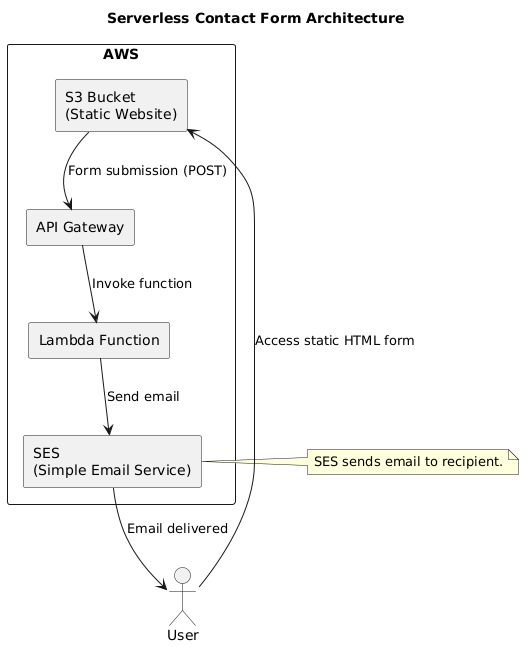 Serverless Contact Form Architecture
AWS
S3 Bucket
(Static Website)
Form submission (POST)
API Gateway
Invoke function
Access static HTML form
Lambda Function
Send email
SES
(Simple Email Service)
SES sends email to recipient.
Email delivered
User